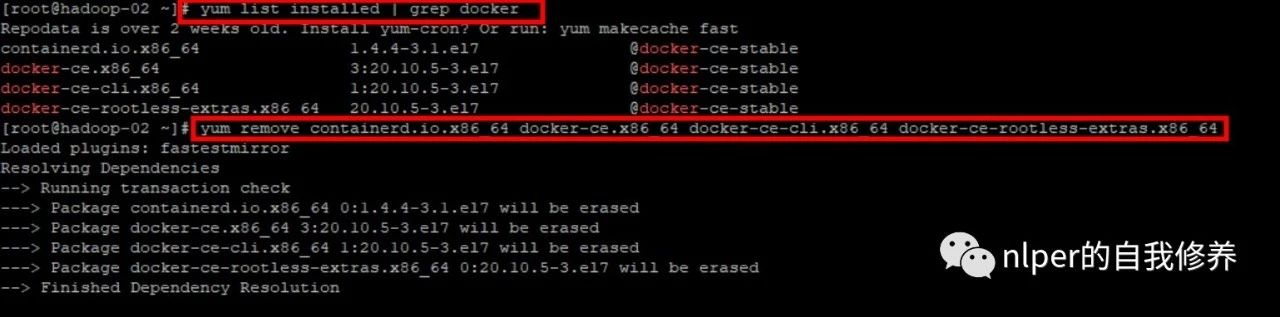 [root@hadoop-02 ~]# yum list installed | grep docker
Repodata is over 2 weeks old. Install yum-cron? Or run: yum makecache fast
containerd.io.x86_64 1.4.4-3.1.el7 @docker-ce-stable
docker-ce.x86_64 3:20.10.5-3.el7 @docker-ce-stable
docker-ce-cli.x86_64 1:20.10.5-3.el7 @docker-ce-stable
docker-ce-rootless-extras.x86_64 20.10.5-3.el7 @docker-ce-stable
[root@hadoop-02 ~]# yum remove containerd.io.x86_64 docker-ce.x86_64 docker-ce-cli.x86_64 docker-ce-rootless-extras.x86_64
Loaded plugins: fastestmirror
Resolving Dependencies
--> Running transaction check
---> Package containerd.io.x86_64 0:1.4.4-3.1.el7 will be erased
---> Package docker-ce.x86_64 3:20.10.5-3.el7 will be erased
---> Package docker-ce-cli.x86_64 1:20.10.5-3.el7 will be erased
---> Package docker-ce-rootless-extras.x86_64 0:20.10.5-3.el7 will be erased
--> Finished Dependency Resolution
nlper的自我修养